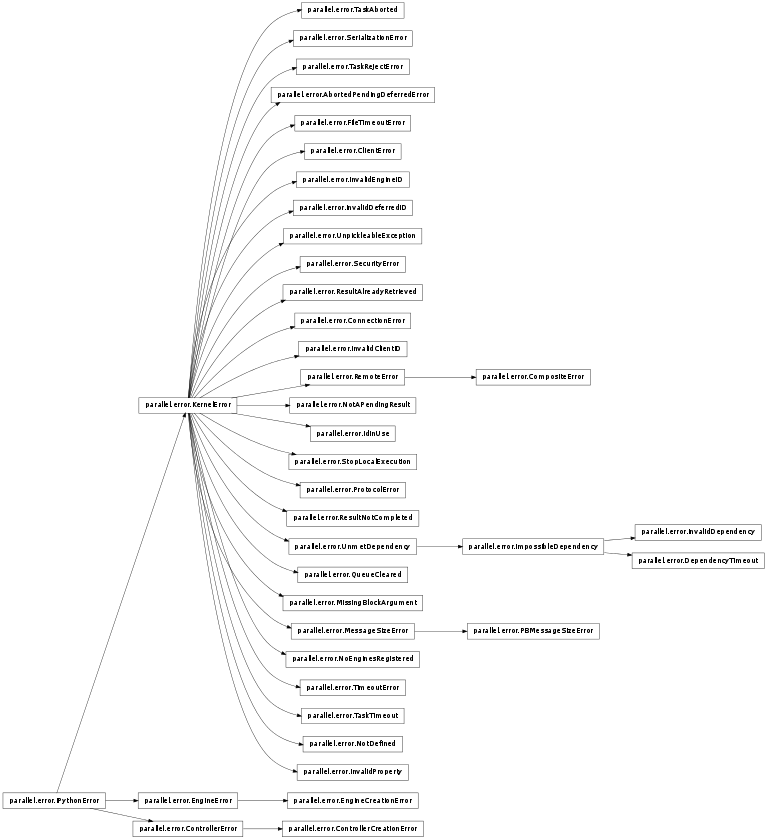 parallel.error.TaskAborted
parallel.error.SerializationError
parallel.error.TaskRejectError
parallel.error.AbortedPendingDeferredError
parallel.error.FileTimeoutError
parallel.error.ClientError
parallel.error.InvalidEngineID
parallel.error.InvalidDeferredID
parallel.error.UnpickleableException
parallel.error.SecurityError
parallel.error.ResultAlreadyRetrieved
parallel.error.ConnectionError
parallel.error.InvalidClientID
parallel.error.RemoteError
parallel.error.CompositeError
parallel.error.KernelError
parallel.error.NotAPendingResult
parallel.error.IdInUse
parallel.error.StopLocalExecution
parallel.error.ProtocolError
parallel.error.ResultNotCompleted
parallel.error.InvalidDependency
parallel.error.UnmetDependency
parallel.error.ImpossibleDependency
parallel.error.DependencyTimeout
parallel.error.QueueCleared
parallel.error.MissingBlockArgument
parallel.error.MessageSizeError
parallel.error.PBMessageSizeError
parallel.error.NoEnginesRegistered
parallel.error.TimeoutError
parallel.error.TaskTimeout
parallel.error.NotDefined
parallel.error.InvalidProperty
parallel.error.IPythonError
parallel.error.EngineError
parallel.error.EngineCreationError
parallel.error.ControllerError
parallel.error.ControllerCreationError